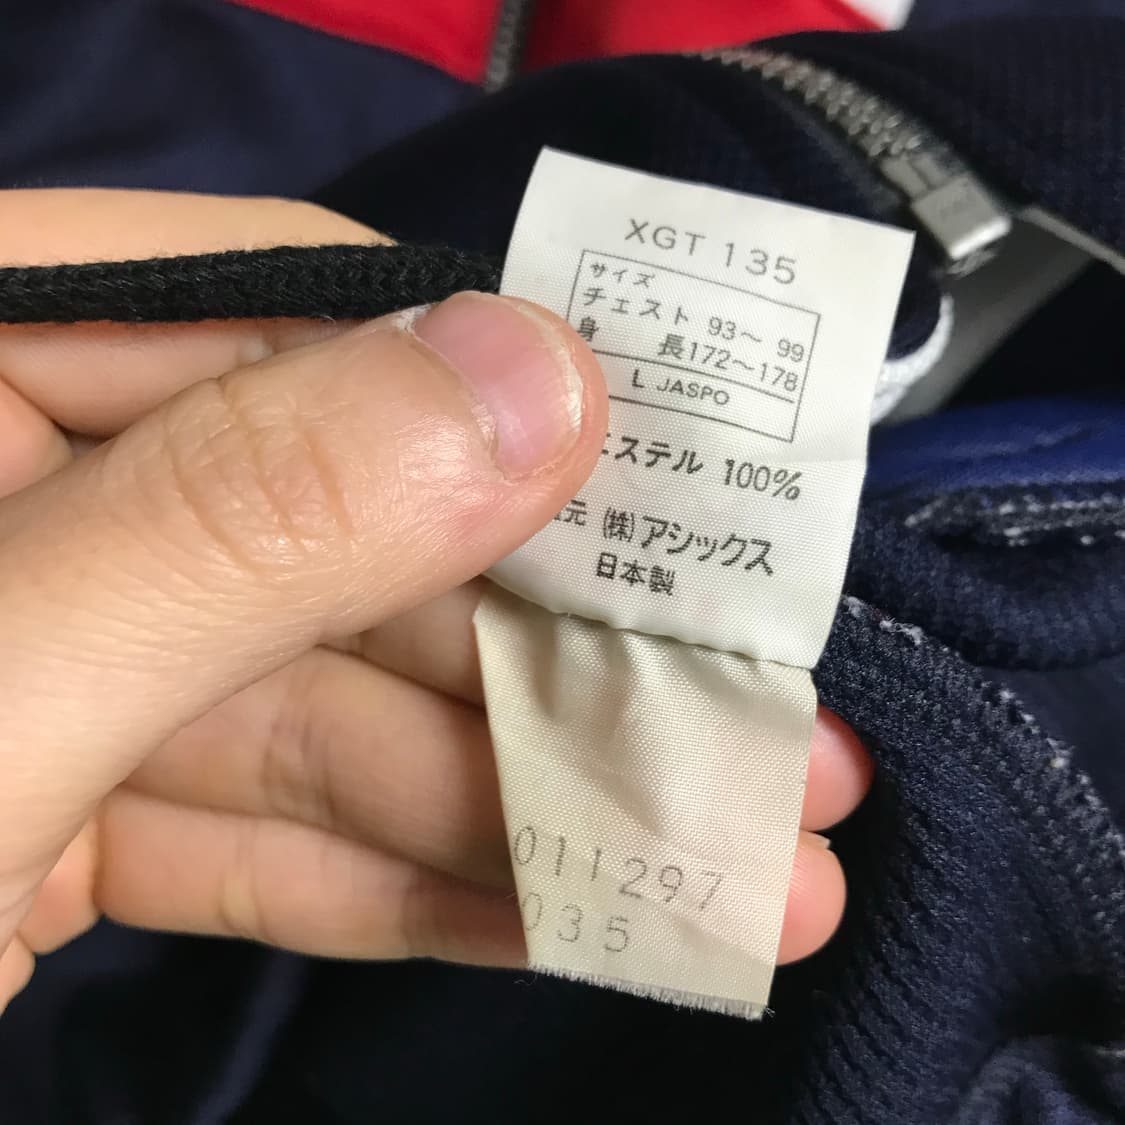 XGT 135
サイズ
チェスト 93～ 99
身 長172～178
L JASPO
エステル 100%
元 (株)アシックス
日本製
011297
035